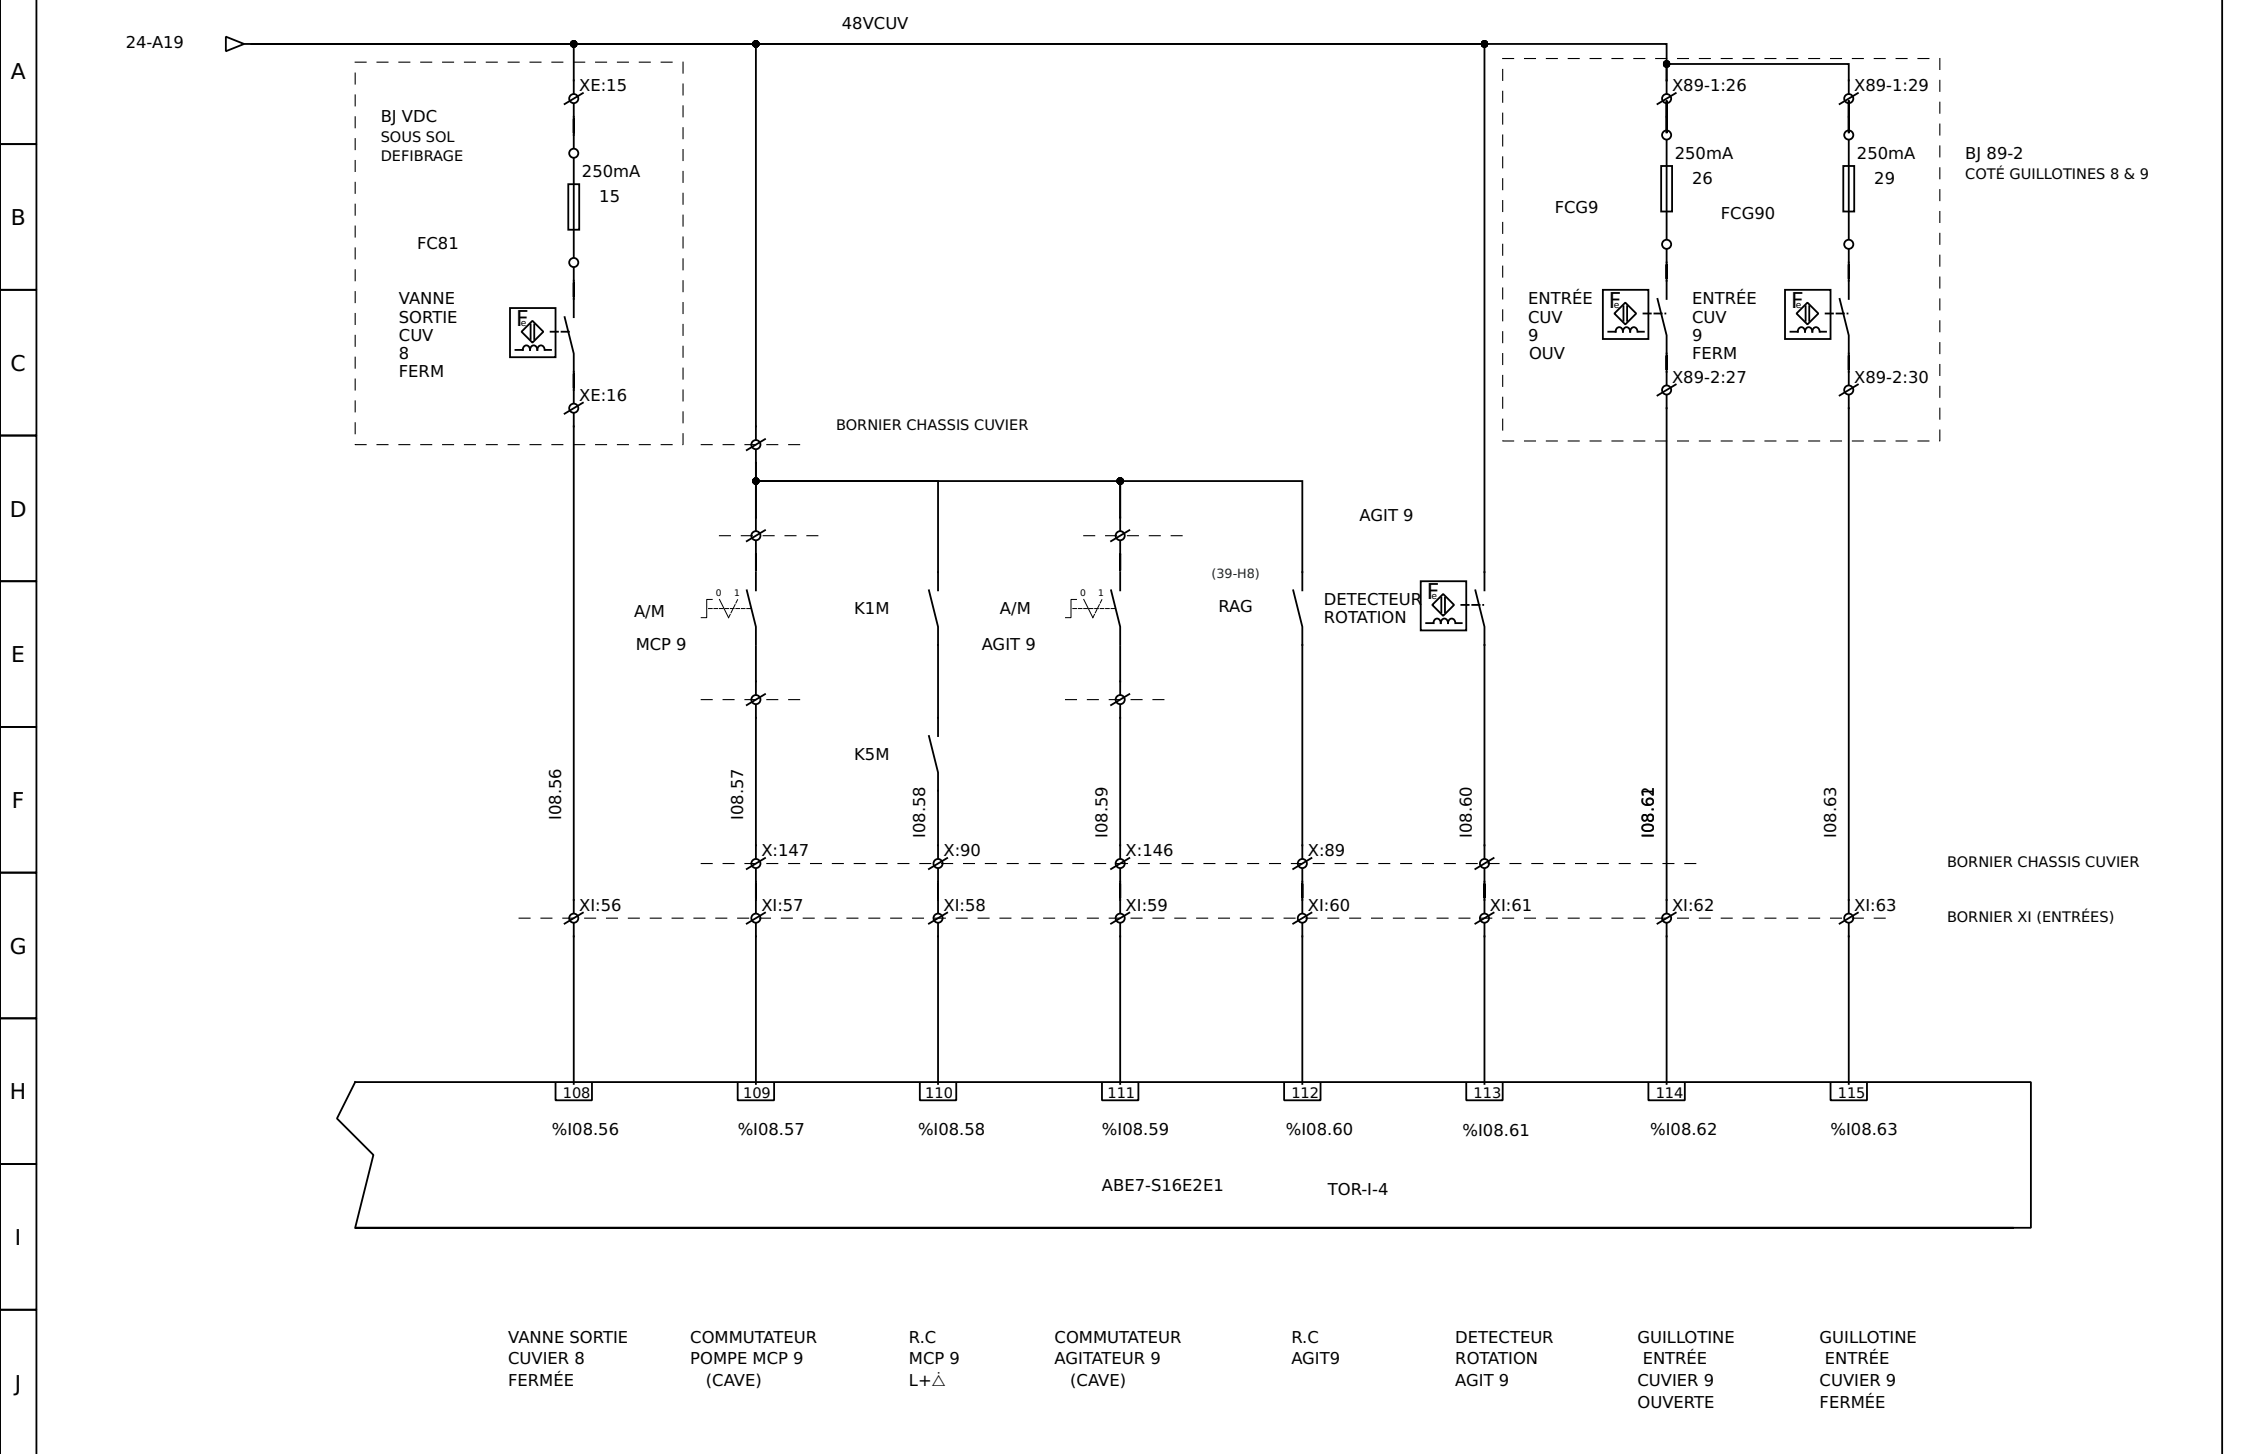 48VCUV
24-A19
A
XE:15
X89-1:26
X89-1:29
BJ VDC
SOUS SOL
DEFIBRAGE
250mA
15
250mA
26
250mA
29
BJ 89-2
COTÉ GUILLOTINES 8 & 9
B
FCG9
FCG90
FC81
VANNE
SORTIE
CUV
8
FERM
Fe
ENTRÉE
CUV
9
OUV
Fe
ENTRÉE
CUV
9
FERM
Fe
C
XE:16
X89-2:27
X89-2:30
BORNIER CHASSIS CUVIER
D
AGIT 9
(39-H8)
A/M
0 1
MCP 9
K1M
A/M
0 1
AGIT 9
RAG
DETECTEUR
ROTATION
Fe
E
K5M
F
I08.56
I08.57
I08.58
I08.59
I08.60
I08.63
X:147
X:90
X:146
X:89
BORNIER CHASSIS CUVIER
XI:56
XI:57
XI:58
XI:59
XI:60
XI:61
XI:62
XI:63
BORNIER XI (ENTRÉES)
G
H
108
109
110
111
112
113
114
115
%I08.56
%I08.57
%I08.58
%I08.59
%I08.60
%I08.61
%I08.62
%I08.63
ABE7-S16E2E1
TOR-I-4
I
J
VANNE SORTIE
CUVIER 8
FERMÉE
COMMUTATEUR
POMPE MCP 9
(CAVE)
R.C
MCP 9
L+⧊
COMMUTATEUR
AGITATEUR 9
(CAVE)
R.C
AGIT9
DETECTEUR
ROTATION
AGIT 9
GUILLOTINE
ENTRÉE
CUVIER 9
OUVERTE
GUILLOTINE
ENTRÉE
CUVIER 9
FERMÉE